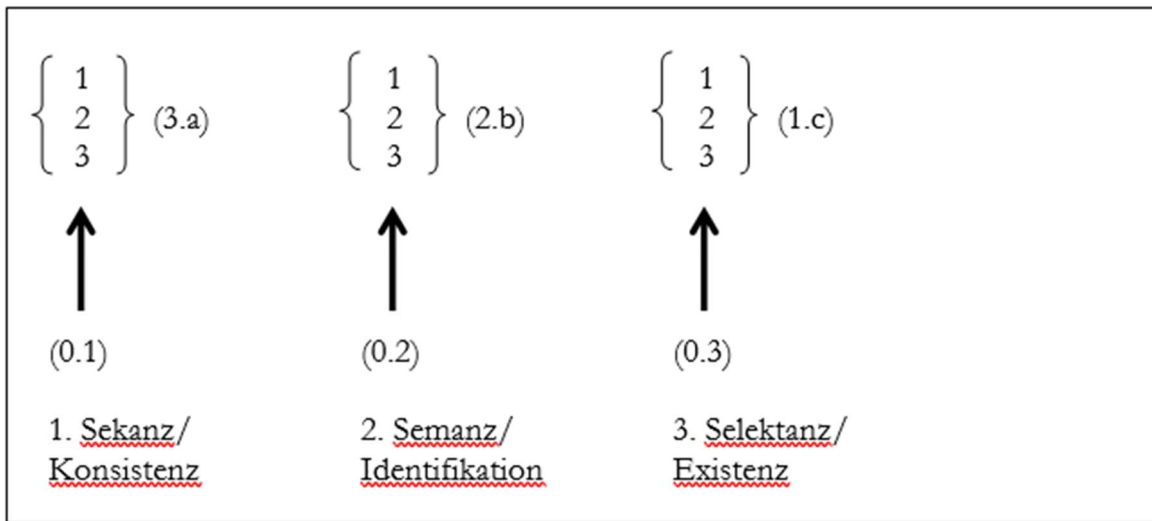 1 1 1
2 (3.a) 2 (2.b) 2 (1.c)
3 3 3
(0.1) (0.2) (0.3)
1. Sekanz/ 2. Semanz/ 3. Selektanz/
Konsistenz Identifikation Existenz